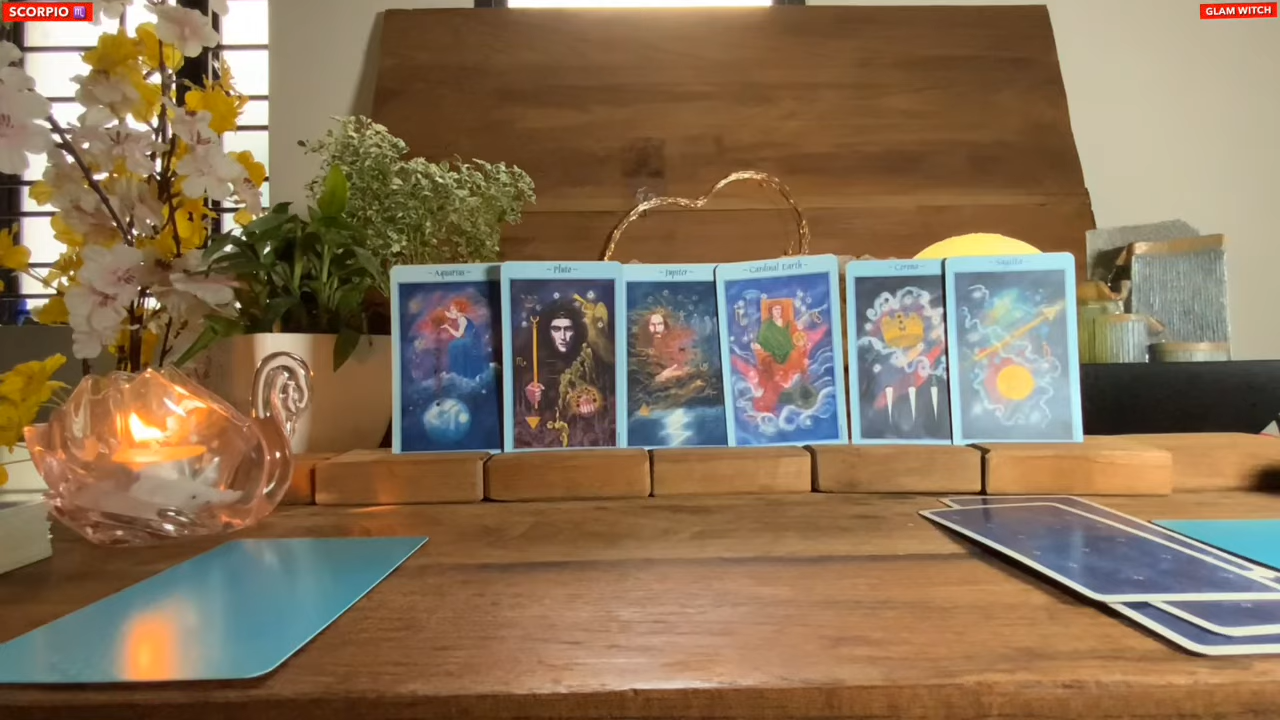 SCORPIO ♏
GLAM WITCH
~ Aquarius ~
~ Pluto ~
~ Jupiter ~
~ Cardinal Earth ~
~ Corona ~
~ Sagitta ~